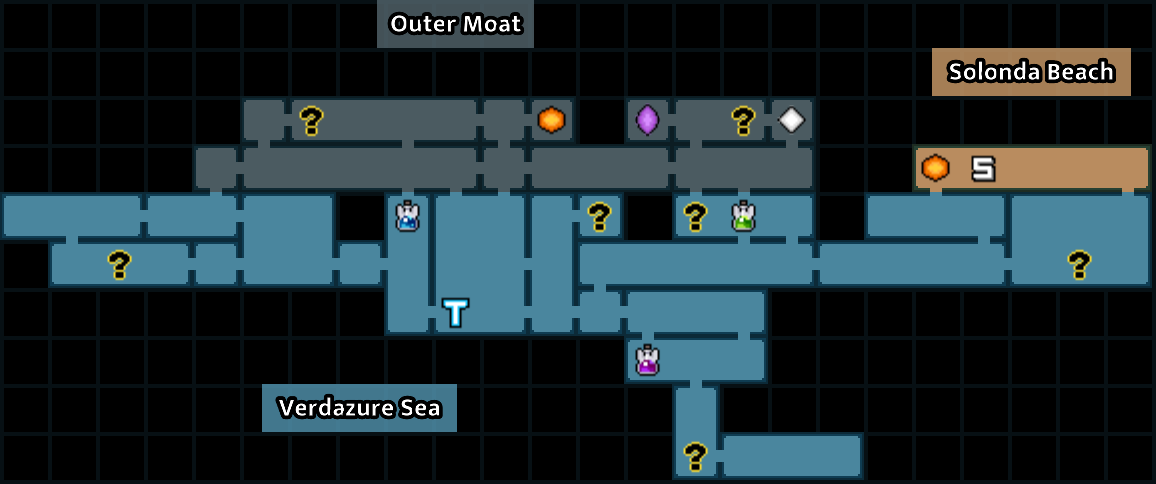 Outer Moat
Solonda Beach
? ?
S
? ?
? ?
T
Verdazure Sea
?